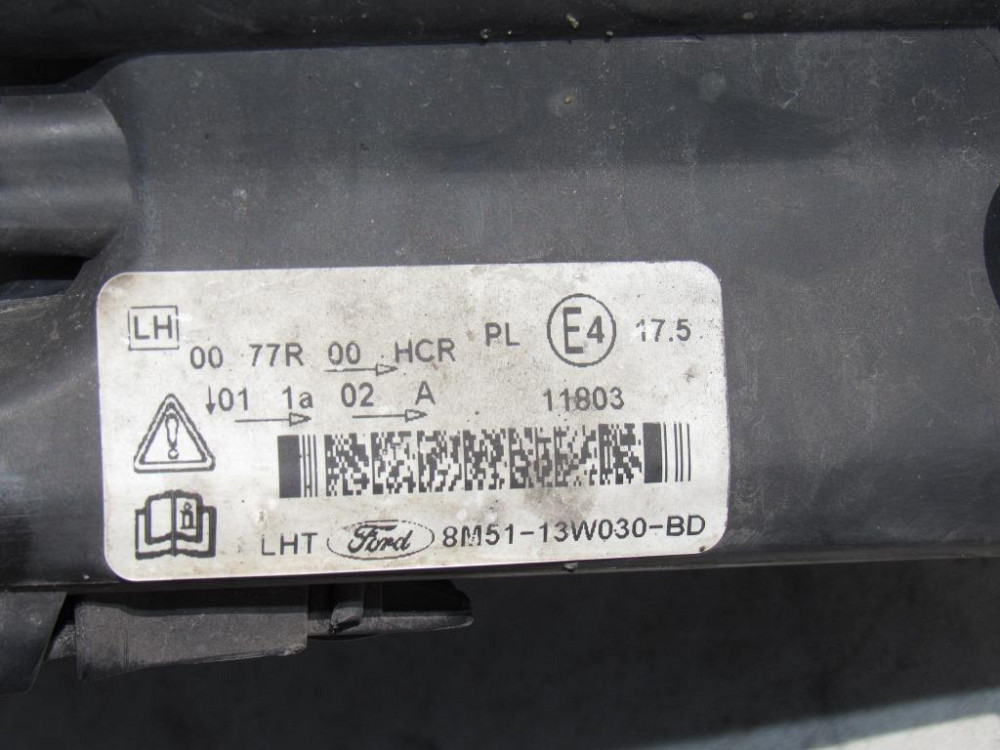 LH 00 77R 00 HCR PL E4 17.5
01 1a 02 A 11803
LHT Ford 8M51-13W030-BD